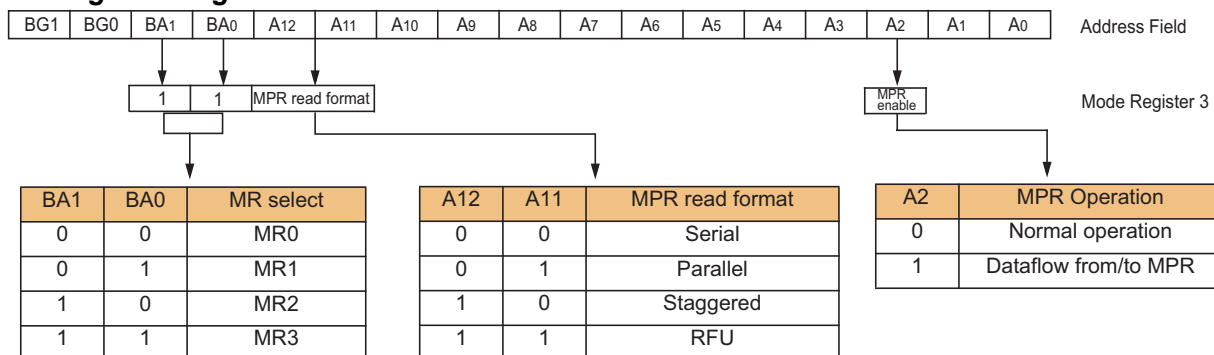 BG1 BG0 BA1 BA0 A12 A11 A10 A9 A8 A7 A6 A5 A4 A3 A2 A1 A0 Address Field
1 1 MPR read format MPR enable Mode Register 3
BA1 BA0 MR select
0 0 MR0
0 1 MR1
1 0 MR2
1 1 MR3
A12 A11 MPR read format
0 0 Serial
0 1 Parallel
1 0 Staggered
1 1 RFU
A2 MPR Operation
0 Normal operation
1 Dataflow from/to MPR